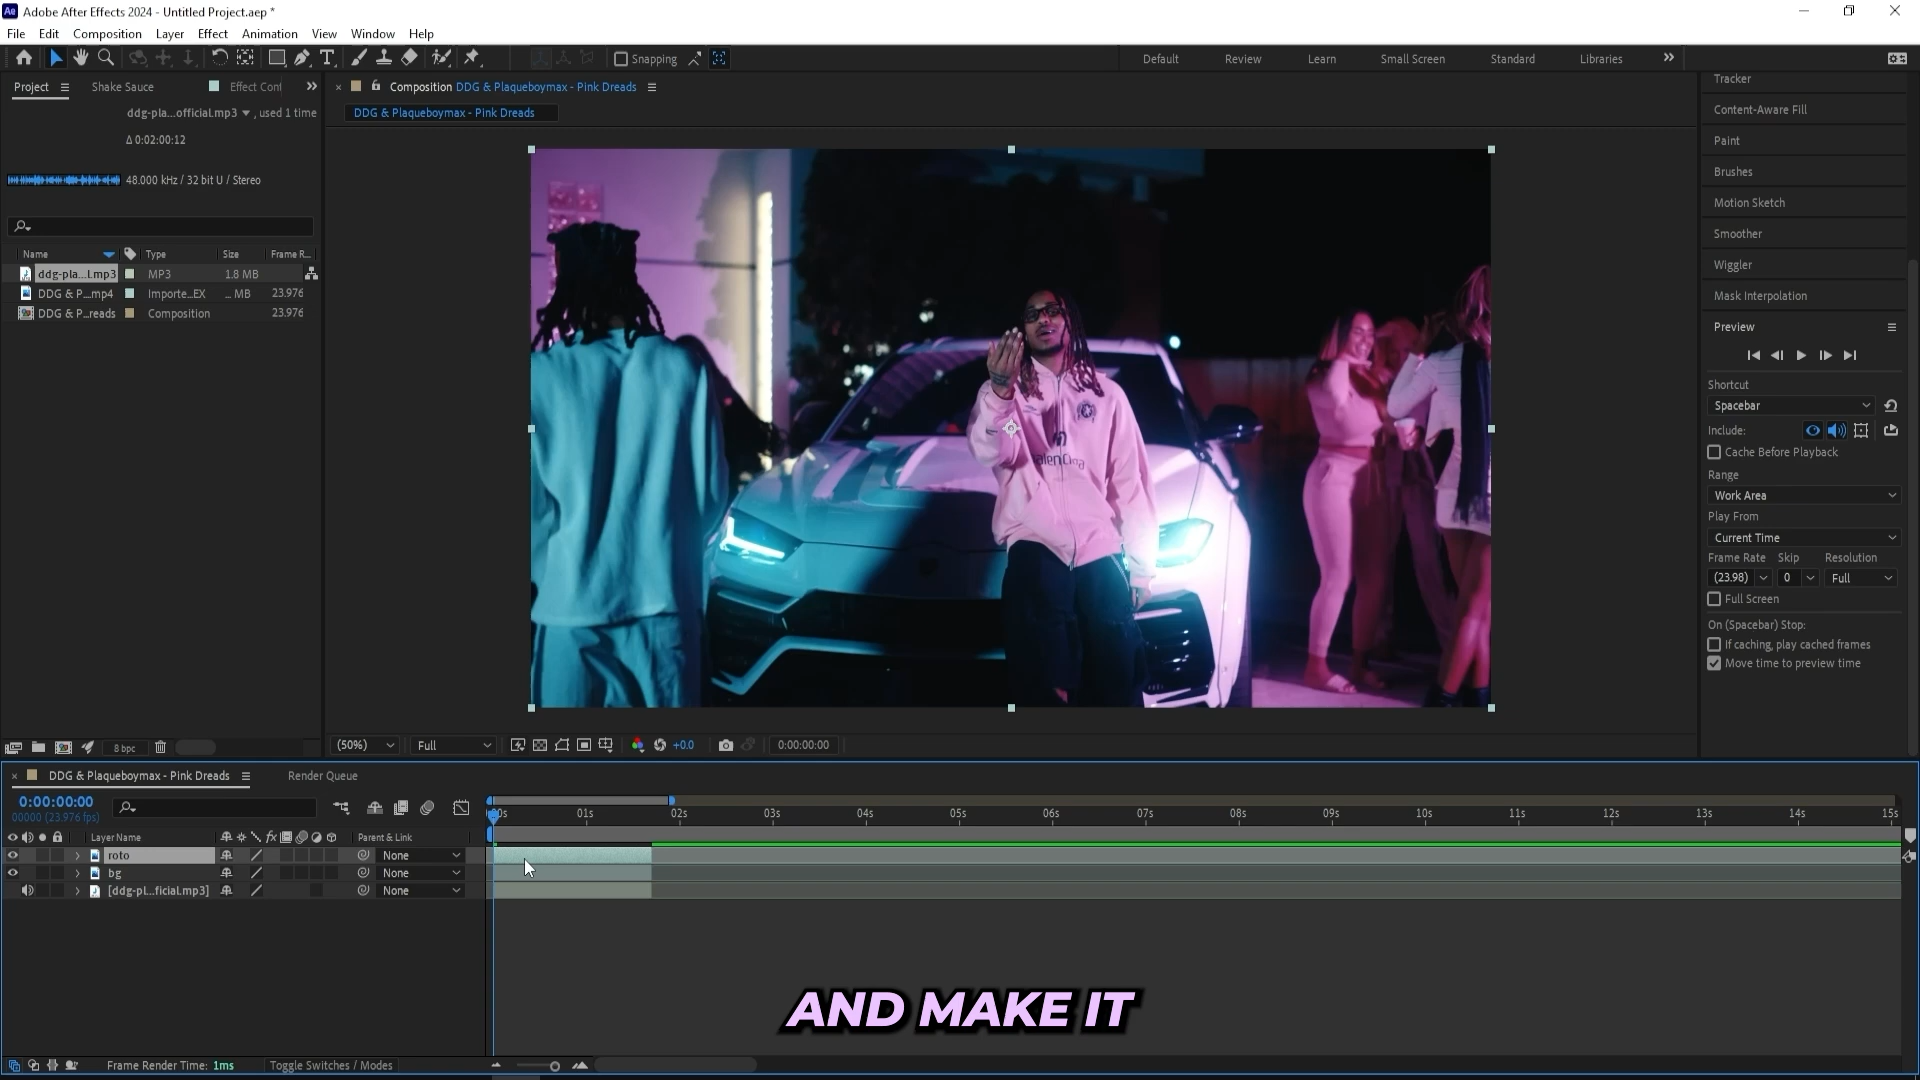 Ae Adobe After Effects 2024 - Untitled Project.aep *
File Edit Composition Layer Effect Animation View Window Help
Snapping
Default Review Learn Small Screen Standard Libraries
Project Shake Sauce Effect Cont
ddg-pla...official.mp3 , used 1 time
Δ 0:02:00:12
48.000 kHz / 32 bit U / Stereo
Name Type Size Frame R...
ddg-pla...l.mp3 MP3 1.8 MB
DDG & P...mp4 Importe...EX ... MB 23.976
DDG & P...reads Composition 23.976
8 bpc
Composition DDG & Plaqueboymax - Pink Dreads
DDG & Plaqueboymax - Pink Dreads
(50%) Full +0.0 0:00:00:00
Tracker
Content-Aware Fill
Paint
Brushes
Motion Sketch
Smoother
Wiggler
Mask Interpolation
Preview
Shortcut
Spacebar
Include:
Cache Before Playback
Range
Work Area
Play From
Current Time
Frame Rate Skip Resolution
(23.98) 0 Full
Full Screen
On (Spacebar) Stop:
If caching, play cached frames
Move time to preview time
DDG & Plaqueboymax - Pink Dreads Render Queue
0:00:00:00
00000 (23.976 fps)
Layer Name fx Parent & Link
roto None
bg None
[ddg-pl...ficial.mp3] None
01s 02s 03s 04s 05s 06s 07s 08s 09s 10s 11s 12s 13s 14s 15s
AND MAKE IT
Frame Render Time: 1ms Toggle Switches / Modes